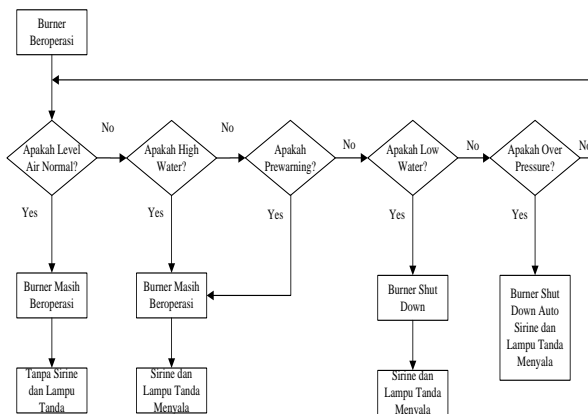 Burner
Beroperasi
Apakah Level
Air Normal?
No
Apakah High
Water?
No
Apakah
Prewarning?
No
Apakah Low
Water?
No
Apakah Over
Pressure?
No
Yes
Yes
Yes
Yes
Yes
Burner Masih
Beroperasi
Burner Masih
Beroperasi
Burner Shut
Down
Burner Shut
Down Auto
Sirine dan
Lampu Tanda
Menyala
Tanpa Sirine
dan Lampu
Tanda
Sirine dan
Lampu Tanda
Menyala
Sirine dan
Lampu Tanda
Menyala